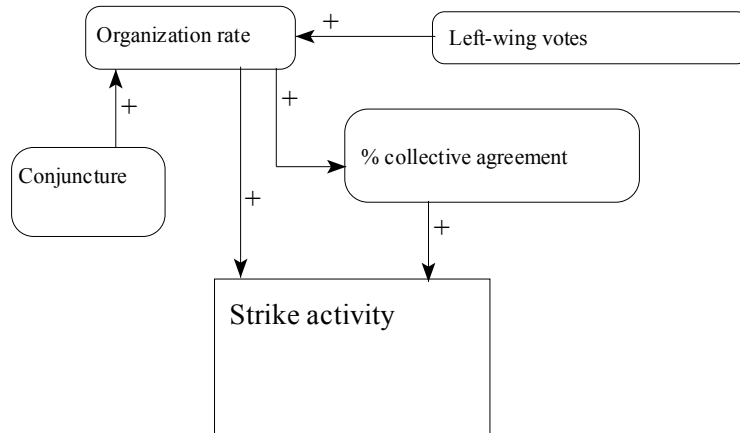 +
Organization rate
Left-wing votes
+
+
% collective agreement
Conjuncture
+
+
Strike activity